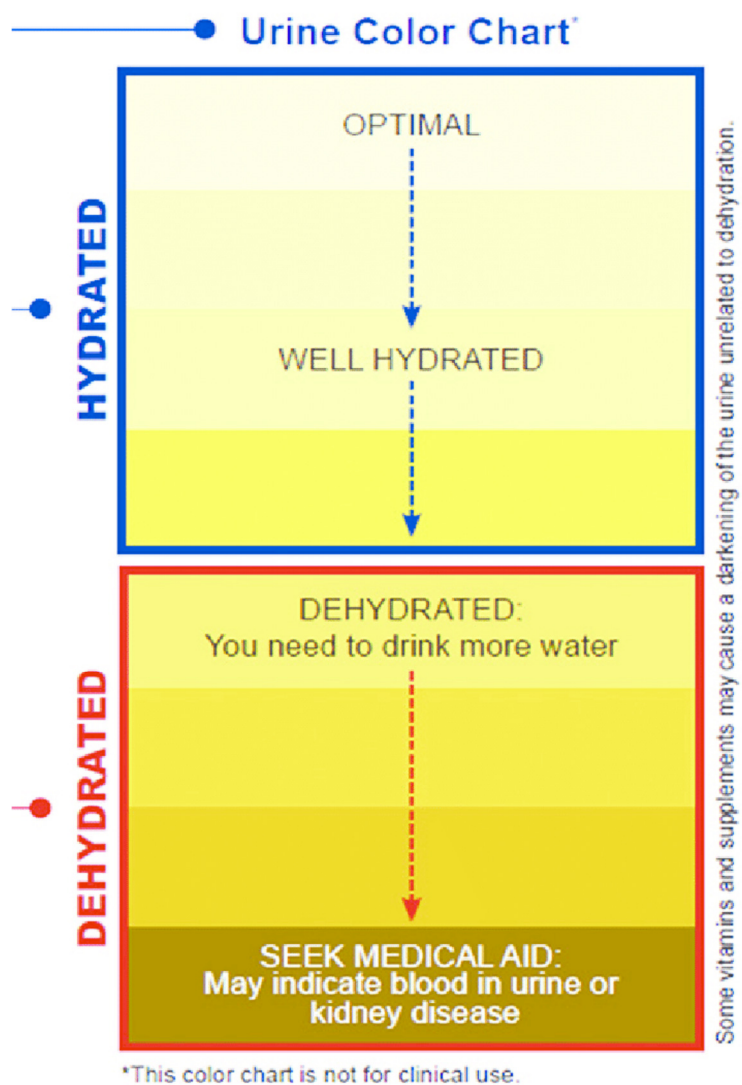 Urine Color Chart*
HYDRATED
OPTIMAL
WELL HYDRATED
DEHYDRATED
DEHYDRATED:
You need to drink more water
SEEK MEDICAL AID:
May indicate blood in urine or
kidney disease
Some vitamins and supplements may cause a darkening of the urine unrelated to dehydration.
*This color chart is not for clinical use.